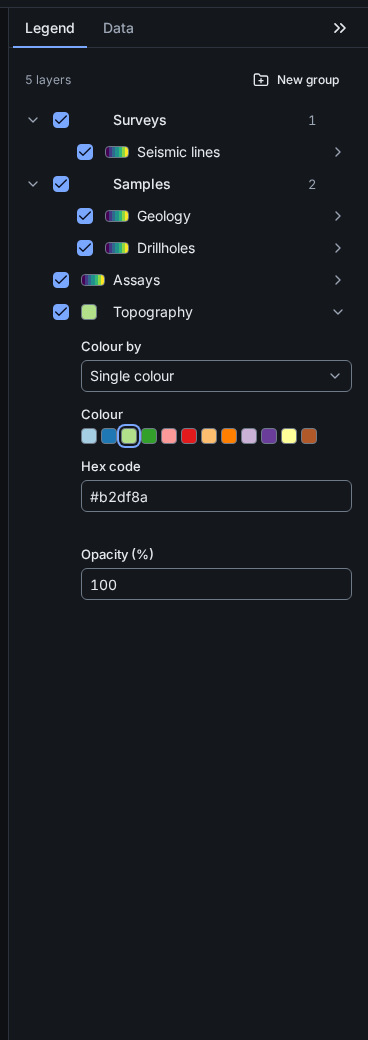 Legend Data
5 layers New group
Surveys 1
Seismic lines
Samples 2
Geology
Drillholes
Assays
Topography
Colour by
Single colour
Colour
Hex code
#b2df8a
Opacity (%)
100